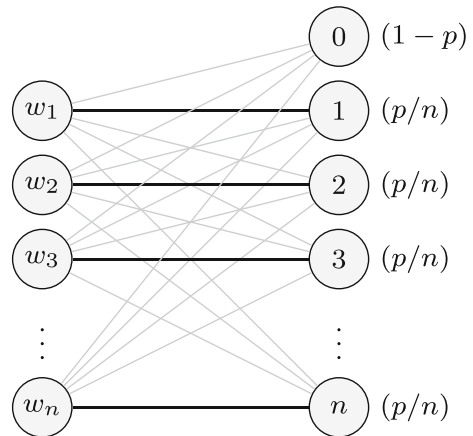 0 (1 − p)
w₁ 1 (p/n)
w₂ 2 (p/n)
w₃ 3 (p/n)
⋮ ⋮
wₙ n (p/n)